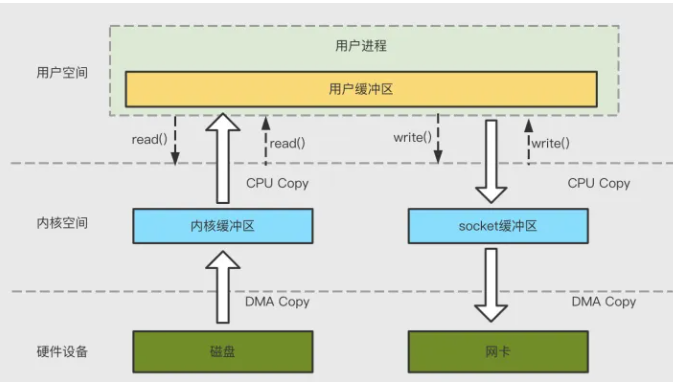 用户进程
用户空间
用户缓冲区
read()
read()
write()
write()
CPU Copy
CPU Copy
内核空间
内核缓冲区
socket缓冲区
DMA Copy
DMA Copy
硬件设备
磁盘
网卡